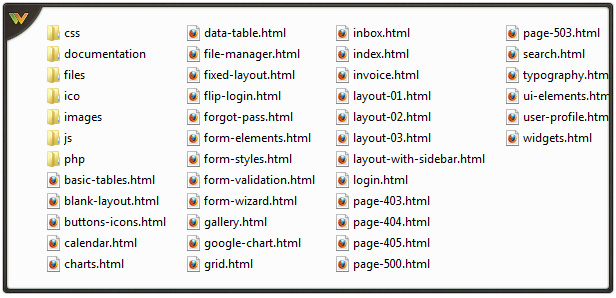 css
documentation
files
ico
images
js
php
basic-tables.html
blank-layout.html
buttons-icons.html
calendar.html
charts.html
data-table.html
file-manager.html
fixed-layout.html
flip-login.html
forgot-pass.html
form-elements.html
form-styles.html
form-validation.html
form-wizard.html
gallery.html
google-chart.html
grid.html
inbox.html
index.html
invoice.html
layout-01.html
layout-02.html
layout-03.html
layout-with-sidebar.html
login.html
page-403.html
page-404.html
page-405.html
page-500.html
page-503.html
search.html
typography.htm
ui-elements.htm
user-profile.htm
widgets.html